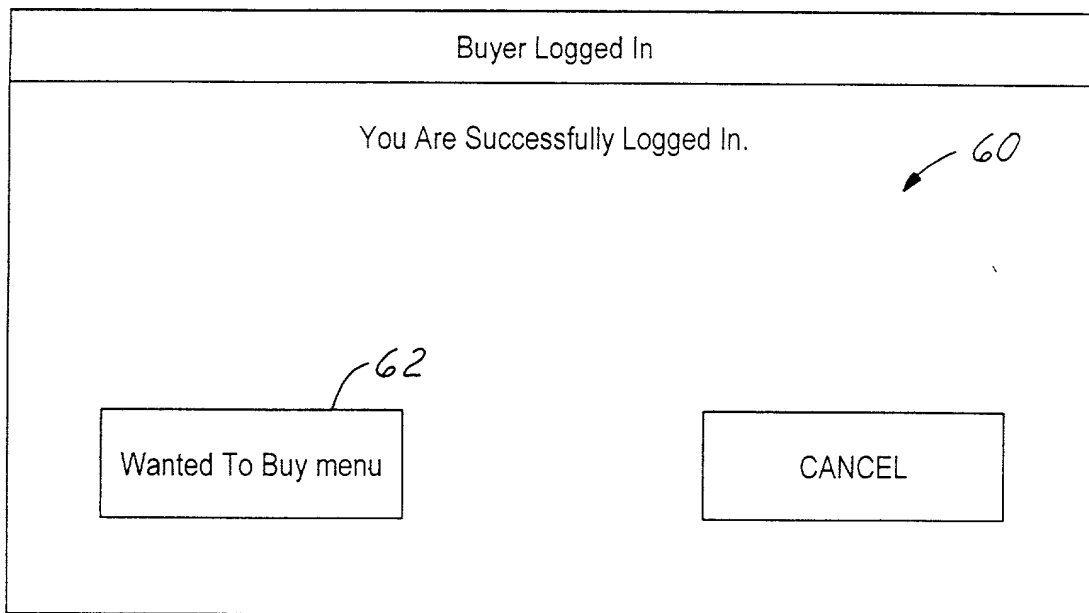 Buyer Logged In
You Are Successfully Logged In.
60
62
Wanted To Buy menu
CANCEL